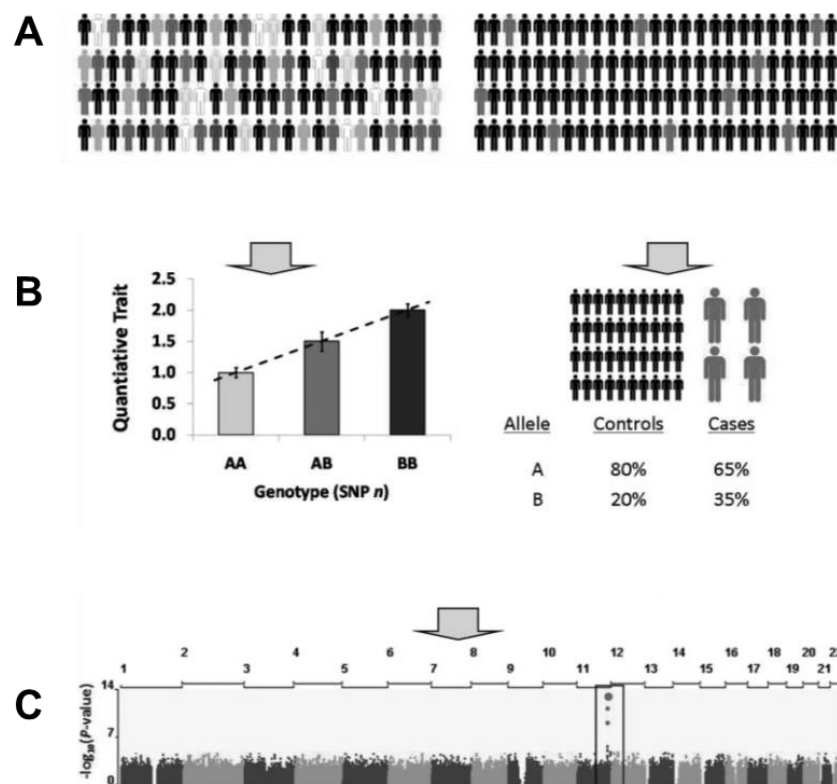 A
B
2.5
2.0
1.5
1.0
0.5
0.0
Quantiative Trait
AA AB BB
Genotype (SNP n)
Allele Controls Cases
A 80% 65%
B 20% 35%
C
1 2 3 4 5 6 7 8 9 10 11 12 13 14 15 16 17 18 19 20 21
14
7
0
-log10(P-value)